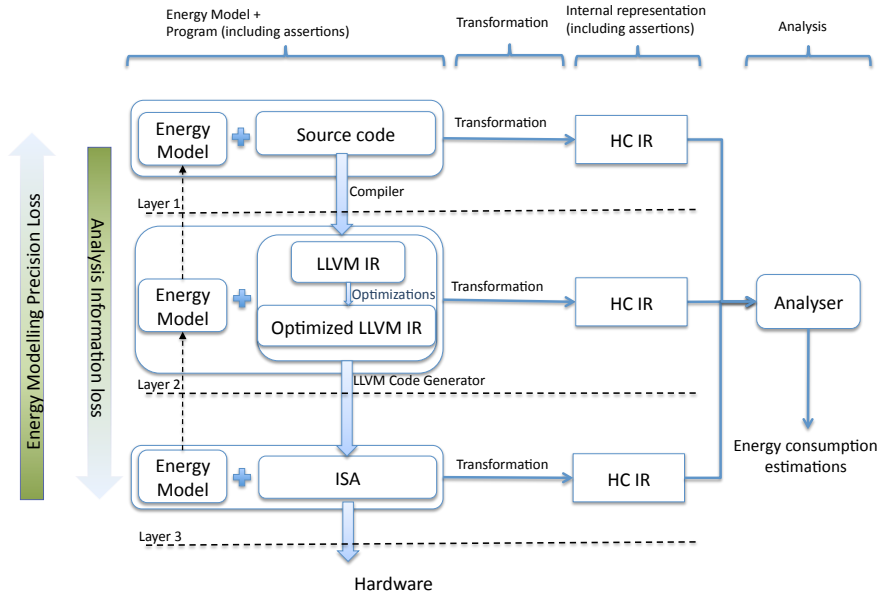 Energy Model +
Program (including assertions)
Transformation
Internal representation
(including assertions)
Analysis
Energy Modelling Precision Loss
Analysis Information loss
Energy
Model
Source code
Transformation
HC IR
Compiler
Layer 1
LLVM IR
Optimizations
Energy
Model
Optimized LLVM IR
Transformation
HC IR
Analyser
LLVM Code Generator
Layer 2
Energy consumption
estimations
Energy
Model
ISA
Transformation
HC IR
Layer 3
Hardware